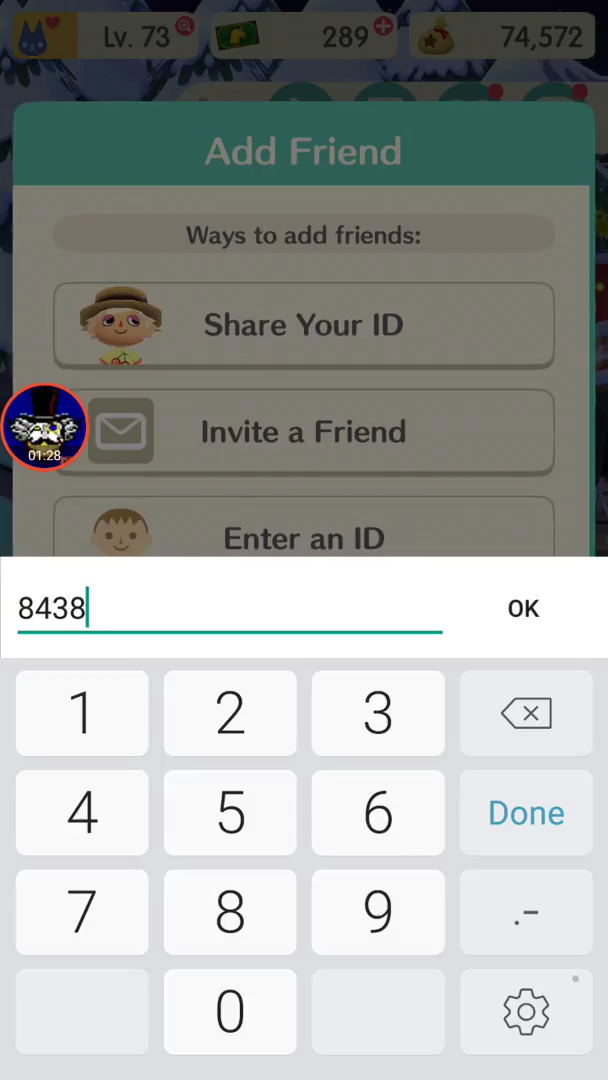 Lv. 73
289
74,572
Add Friend
Ways to add friends:
Share Your ID
Invite a Friend
01:28
Enter an ID
8438
OK
1 2 3
4 5 6 Done
7 8 9 .-
0